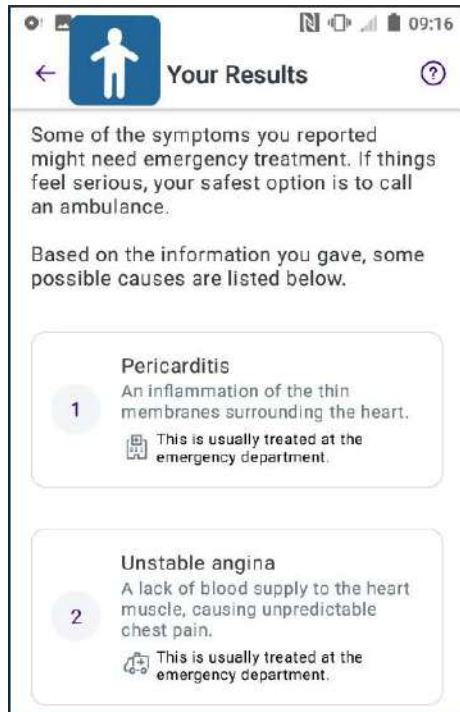 09:16
Your Results
Some of the symptoms you reported
might need emergency treatment. If things
feel serious, your safest option is to call
an ambulance.
Based on the information you gave, some
possible causes are listed below.
Pericarditis
An inflammation of the thin
1
membranes surrounding the heart.
This is usually treated at the
emergency department.
Unstable angina
A lack of blood supply to the heart
2
muscle, causing unpredictable
chest pain.
This is usually treated at the
emergency department.